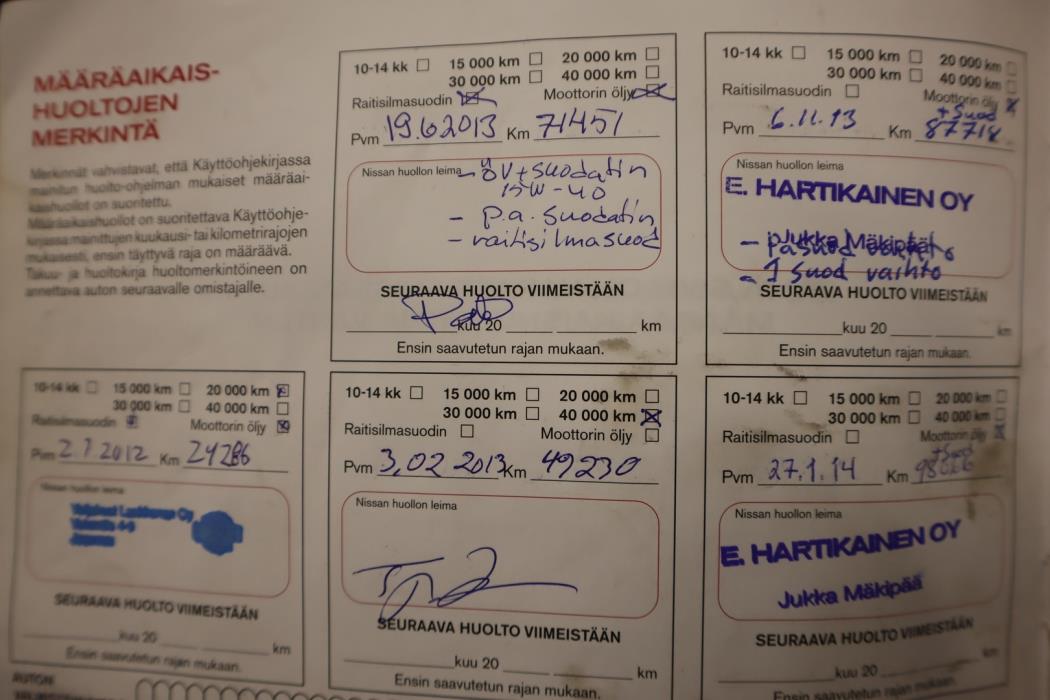 MÄÄRÄAIKAIS-
HUOLTOJEN
MERKINTÄ
Merkinnät vahvistavat, että Käyttöohjekirjassa
mainitun huolto-ohjelman mukaiset määräai-
kaishuollot on suoritettu.
Määräaikaishuollot on suoritettava Käyttöohje-
kirjassa mainittujen kuukausi- tai kilometrirajojen
mukaisesti, ensin täyttyvä raja on määräävä.
Takuu- ja huoltokirja huoltomerkintöineen on
annettava auton seuraavalle omistajalle.
10-14 kk 15 000 km 20 000 km
30 000 km 40 000 km
Raitisilmasuodin Moottorin öljy
Pvm 19.6.2013 Km 71451
Nissan huollon leima - ÖV+suodatin
15W-40
- p.a. suodatin
- raitisilmasuod
SEURAAVA HUOLTO VIIMEISTÄÄN
kuu 20 km
Ensin saavutetun rajan mukaan.
10-14 kk 15 000 km 20 000 km
30 000 km 40 000 km
Raitisilmasuodin Moottorin öljy
+ Suod
Pvm 6.11.13 Km 87718
Nissan huollon leima
E. HARTIKAINEN OY
Jukka Mäkipää
- 1 suod vaihto
SEURAAVA HUOLTO VIIMEISTÄÄN
kuu 20 km
Ensin saavutetun rajan mukaan.
10-14 kk 15 000 km 20 000 km
30 000 km 40 000 km
Raitisilmasuodin Moottorin öljy
Pvm 2.7.2012 Km 24286
Nissan huollon leima
SEURAAVA HUOLTO VIIMEISTÄÄN
kuu 20 km
Ensin saavutetun rajan mukaan.
10-14 kk 15 000 km 20 000 km
30 000 km 40 000 km
Raitisilmasuodin Moottorin öljy
Pvm 3,02 2013 Km 49230
Nissan huollon leima
SEURAAVA HUOLTO VIIMEISTÄÄN
kuu 20 km
Ensin saavutetun rajan mukaan.
10-14 kk 15 000 km 20 000 km
30 000 km 40 000 km
Raitisilmasuodin Moottorin öljy
+ Suod
Pvm 27.1.14 Km
Nissan huollon leima
E. HARTIKAINEN OY
Jukka Mäkipää
SEURAAVA HUOLTO VIIMEISTÄÄN
kuu 20 km
Ensin saavutetun rajan mukaan.
AUTON